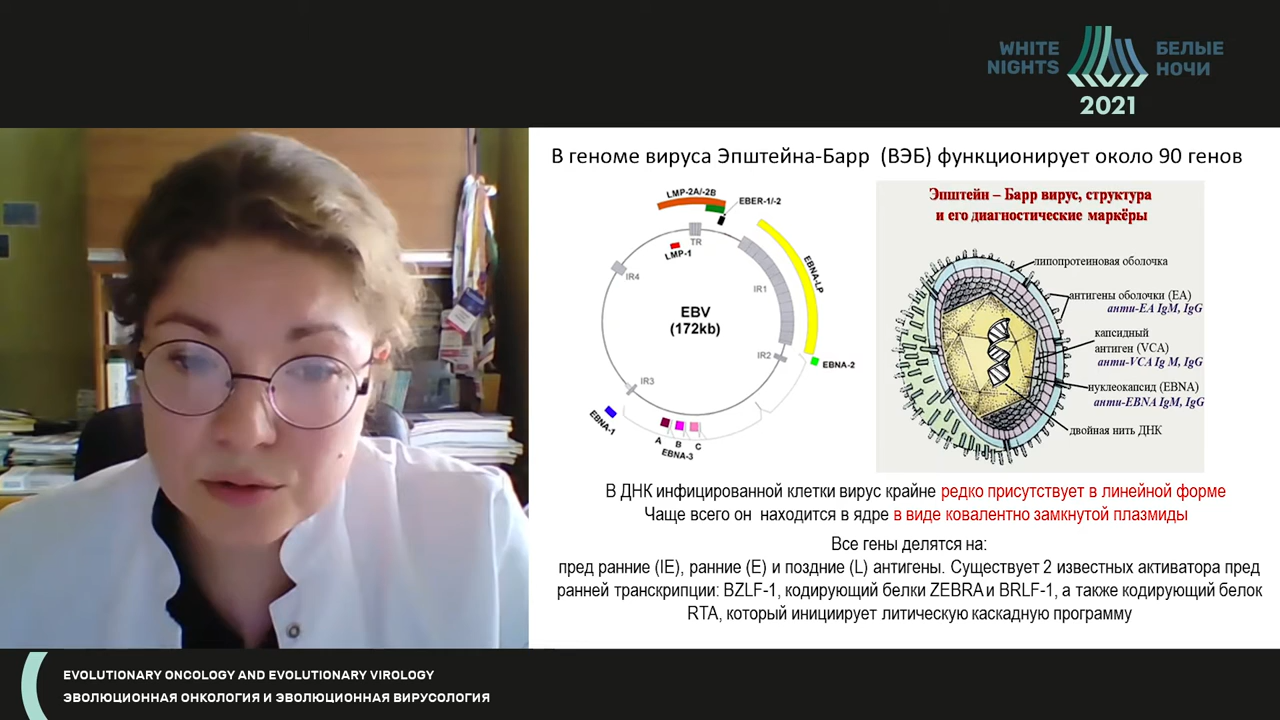 WHITE NIGHTS
БЕЛЫЕ НОЧИ
2021
В геноме вируса Эпштейна-Барр (ВЭБ) функционирует около 90 генов
LMP-2A/-2B
EBER-1/-2
TR
LMP-1
IR4
IR1
EBNA-LP
EBV
(172kb)
IR2
EBNA-2
IR3
EBNA-1
A B C
EBNA-3
Эпштейн – Барр вирус, структура
и его диагностические маркёры
липопротеиновая оболочка
антигены оболочки (EA)
анти-EA IgM, IgG
капсидный
антиген (VCA)
анти-VCA Ig M, IgG
нуклеокапсид (EBNA)
анти-EBNA IgM, IgG
двойная нить ДНК
В ДНК инфицированной клетки вирус крайне редко присутствует в линейной форме
Чаще всего он находится в ядре в виде ковалентно замкнутой плазмиды
Все гены делятся на:
пред ранние (IE), ранние (E) и поздние (L) антигены. Существует 2 известных активатора пред
ранней транскрипции: BZLF-1, кодирующий белки ZEBRA и BRLF-1, а также кодирующий белок
RTA, который инициирует литическую каскадную программу
EVOLUTIONARY ONCOLOGY AND EVOLUTIONARY VIROLOGY
ЭВОЛЮЦИОННАЯ ОНКОЛОГИЯ И ЭВОЛЮЦИОННАЯ ВИРУСОЛОГИЯ